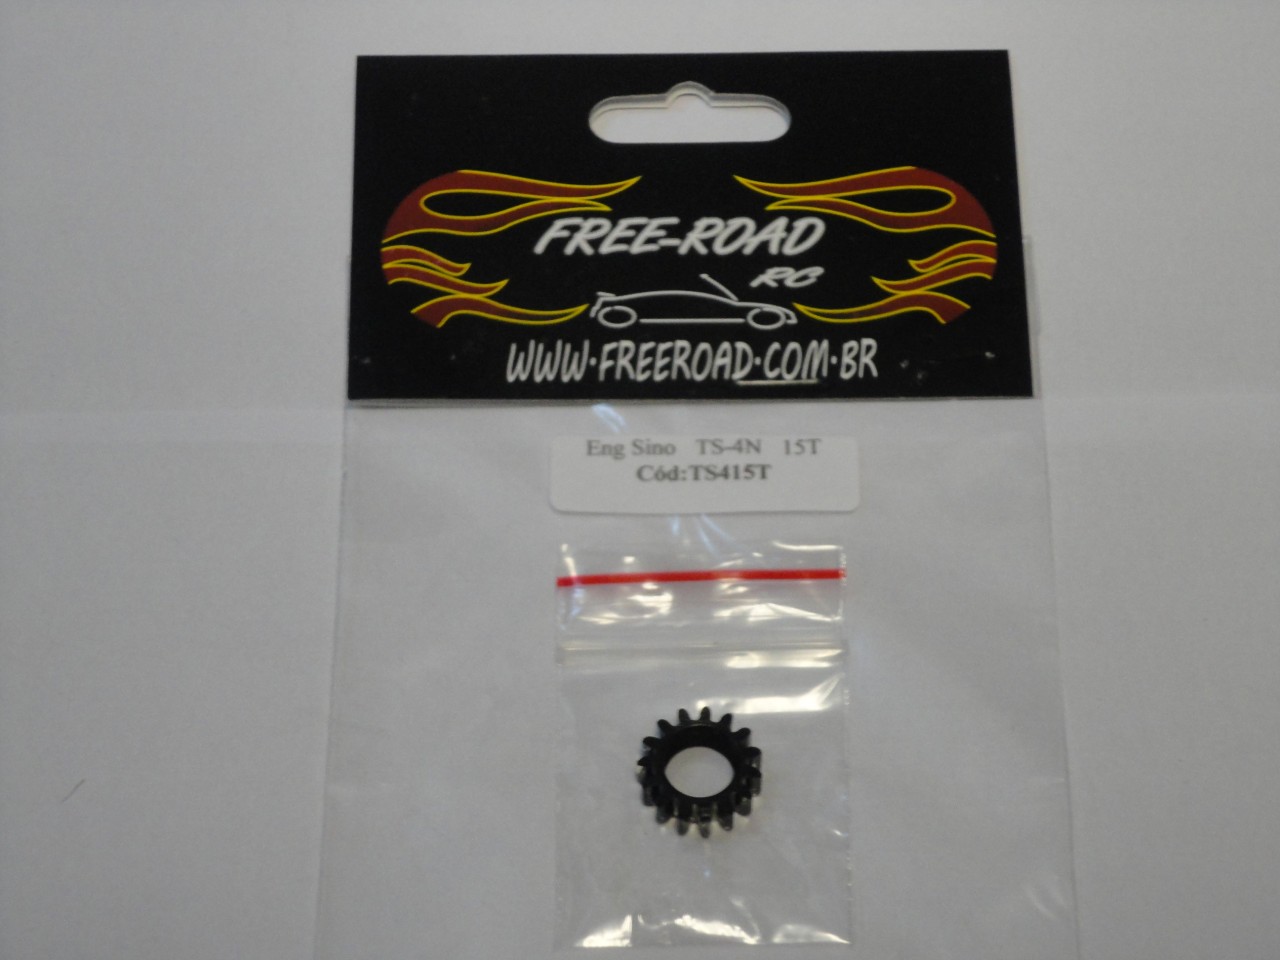 FREE-ROAD
RC
WWW.FREEROAD.COM.BR
Eng Sino TS-4N 15T
Cód:TS415T